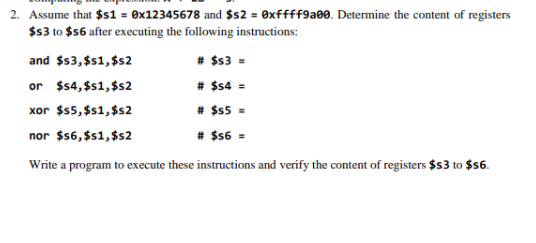 2. Assume that $s1 = 0x12345678 and $s2 = 0xffff9a00. Determine the content of registers
$s3 to $s6 after executing the following instructions:
and $s3,$s1,$s2 # $s3 =
or $s4,$s1,$s2 # $s4 =
xor $s5,$s1,$s2 # $s5 =
nor $s6,$s1,$s2 # $s6 =
Write a program to execute these instructions and verify the content of registers $s3 to $s6.